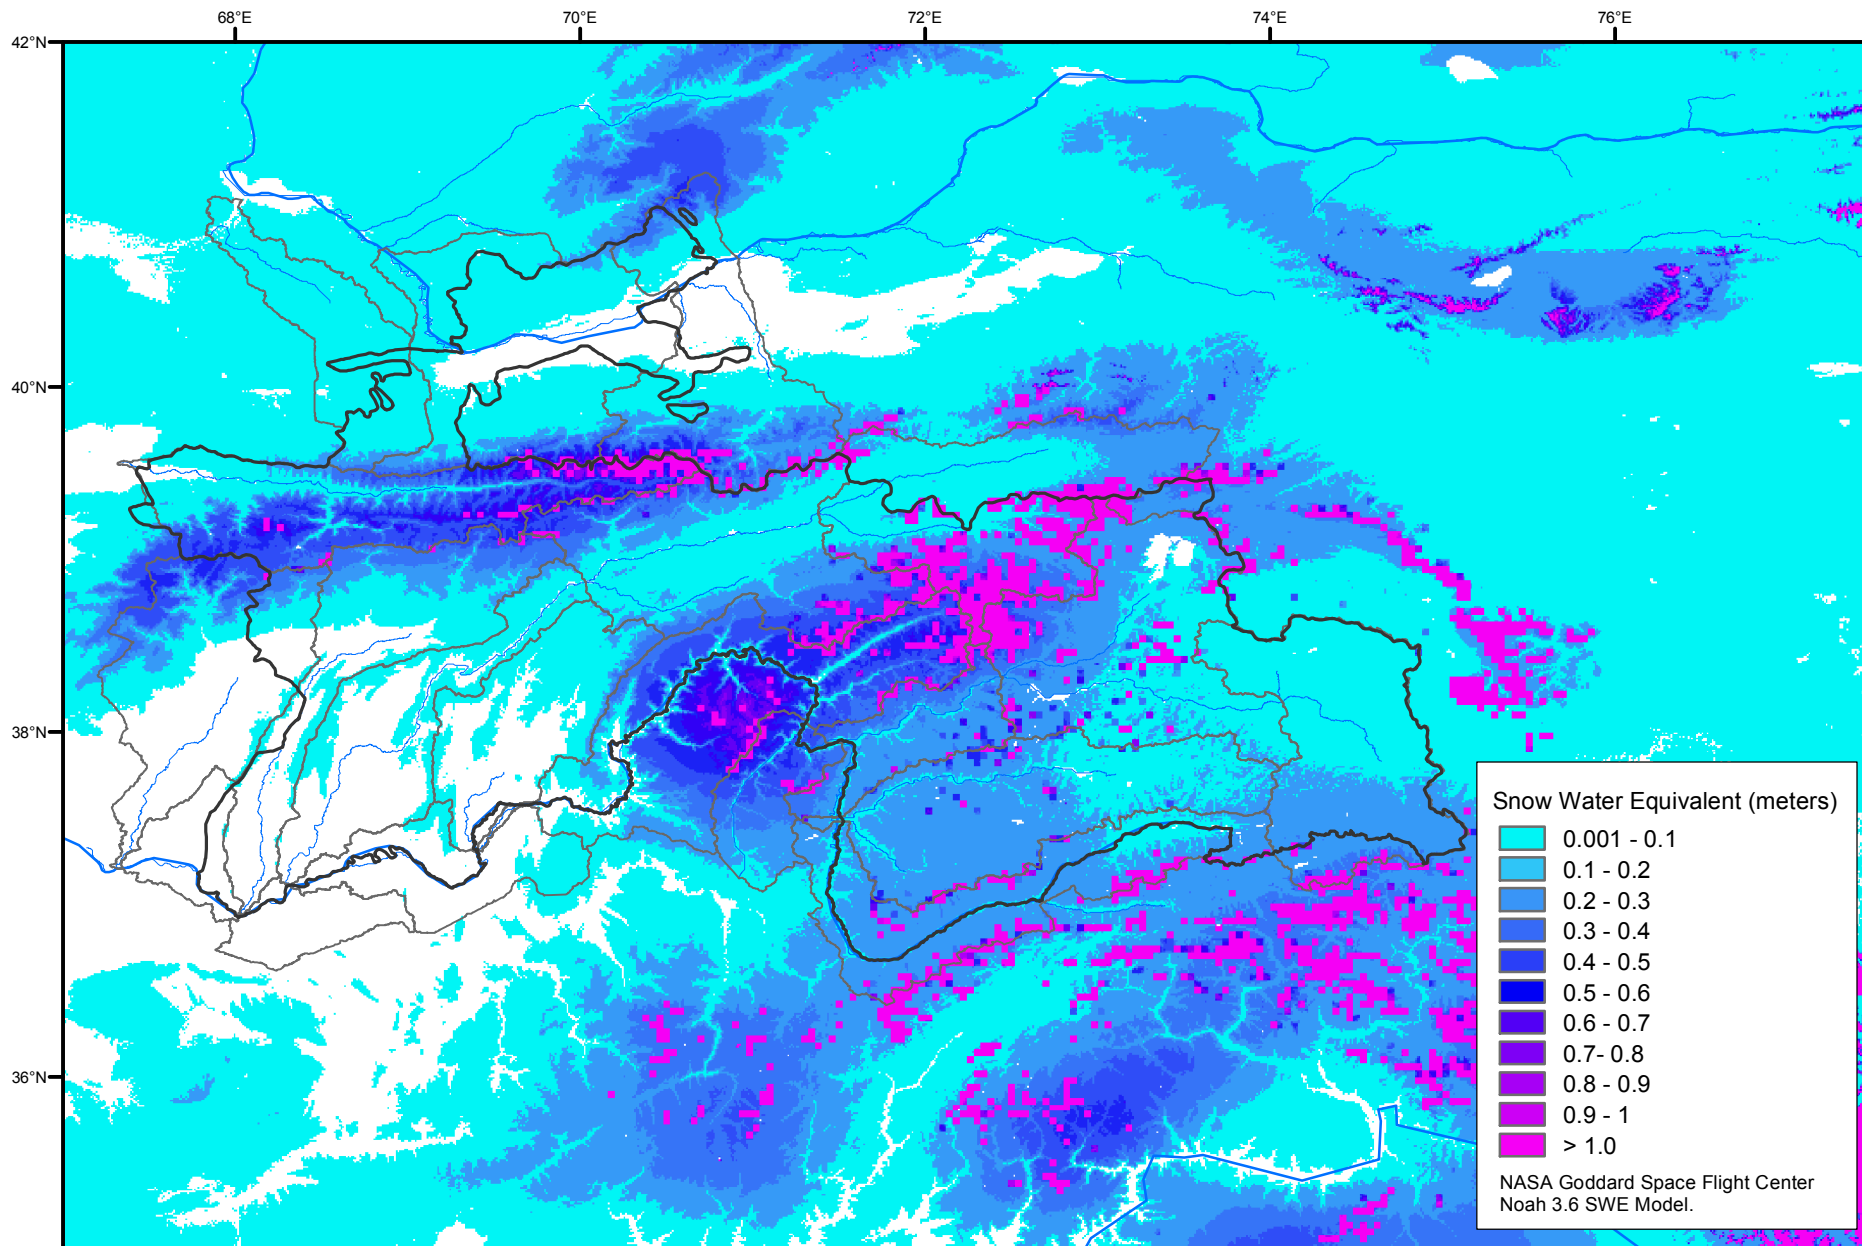 68°E 70°E 72°E 74°E 76°E
42°N
40°N
38°N
36°N
Snow Water Equivalent (meters)
0.001 - 0.1
0.1 - 0.2
0.2 - 0.3
0.3 - 0.4
0.4 - 0.5
0.5 - 0.6
0.6 - 0.7
0.7- 0.8
0.8 - 0.9
0.9 - 1
> 1.0
NASA Goddard Space Flight Center
Noah 3.6 SWE Model.